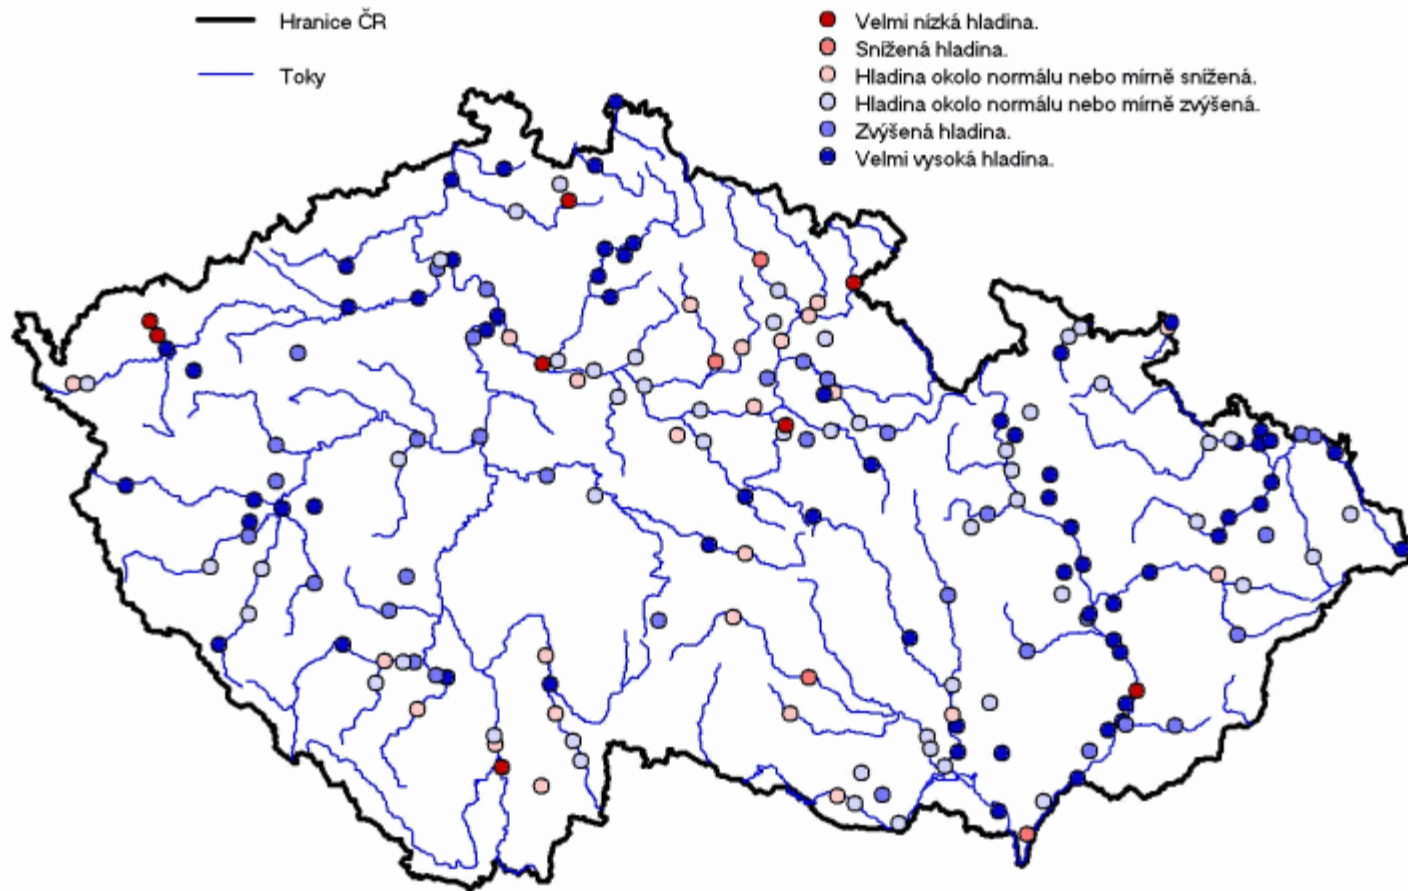 Hranice ČR
Toky
Velmi nízká hladina.
Snížená hladina.
Hladina okolo normálu nebo mírně snížená.
Hladina okolo normálu nebo mírně zvýšená.
Zvýšená hladina.
Velmi vysoká hladina.